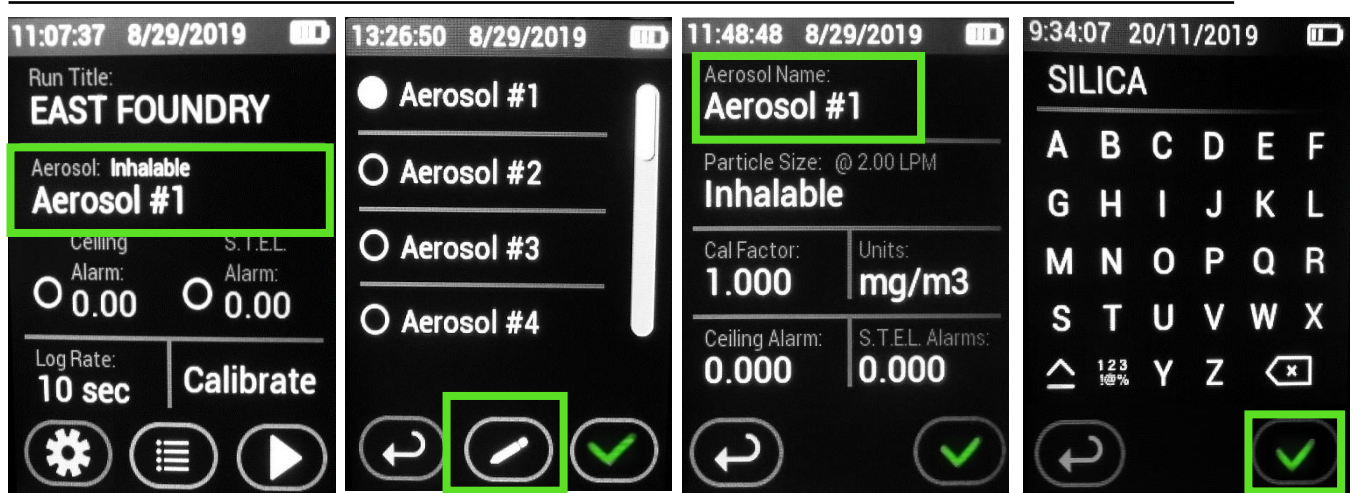 11:07:37 8/29/2019
Run Title:
EAST FOUNDRY
Aerosol: Inhalable
Aerosol #1
Ceiling S.T.E.L.
Alarm: Alarm:
0.00 0.00
Log Rate:
10 sec Calibrate
13:26:50 8/29/2019
Aerosol #1
Aerosol #2
Aerosol #3
Aerosol #4
11:48:48 8/29/2019
Aerosol Name:
Aerosol #1
Particle Size: @ 2.00 LPM
Inhalable
Cal Factor: Units:
1.000 mg/m3
Ceiling Alarm: S.T.E.L. Alarms:
0.000 0.000
9:34:07 20/11/2019
SILICA
A B C D E F
G H I J K L
M N O P Q R
S T U V W X
123
!@% Y Z